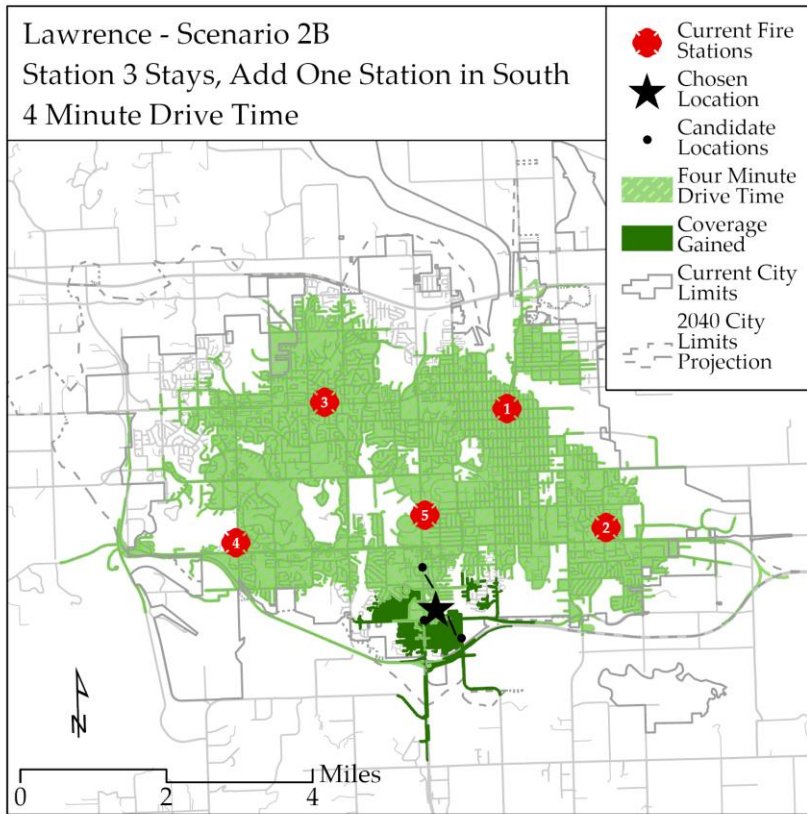 Lawrence - Scenario 2B
Station 3 Stays, Add One Station in South
4 Minute Drive Time
Current Fire
Stations
Chosen
Location
Candidate
Locations
Four Minute
Drive Time
Coverage
Gained
Current City
Limits
2040 City
Limits
Projection
3
1
5
2
4
N
Miles
0
2
4